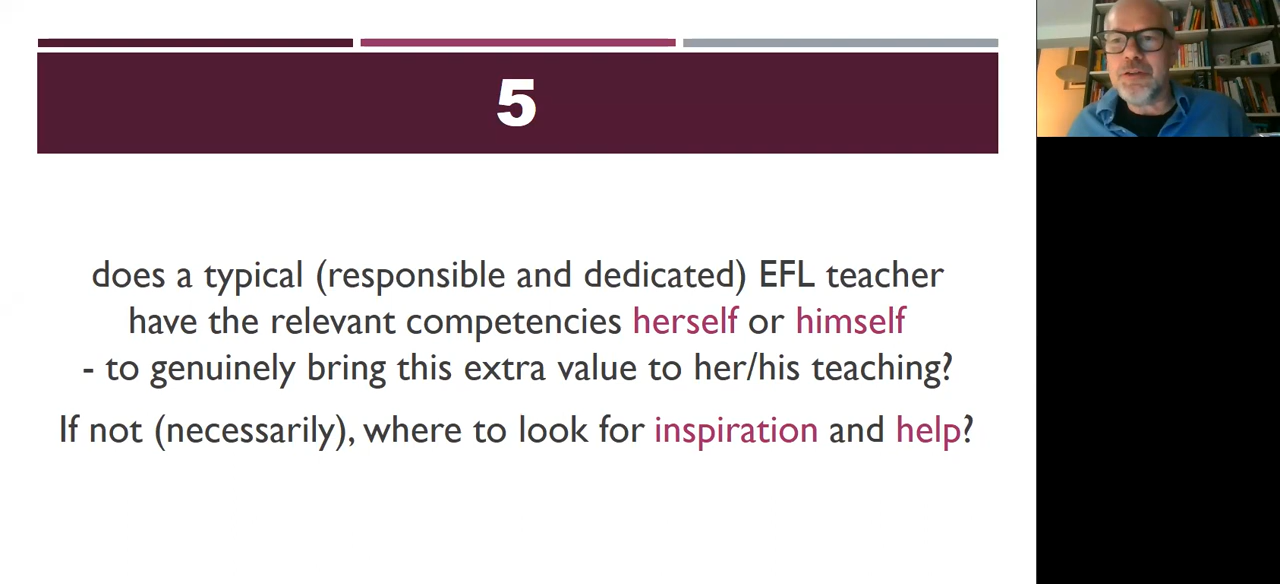 5
does a typical (responsible and dedicated) EFL teacher
have the relevant competencies herself or himself
- to genuinely bring this extra value to her/his teaching?
If not (necessarily), where to look for inspiration and help?